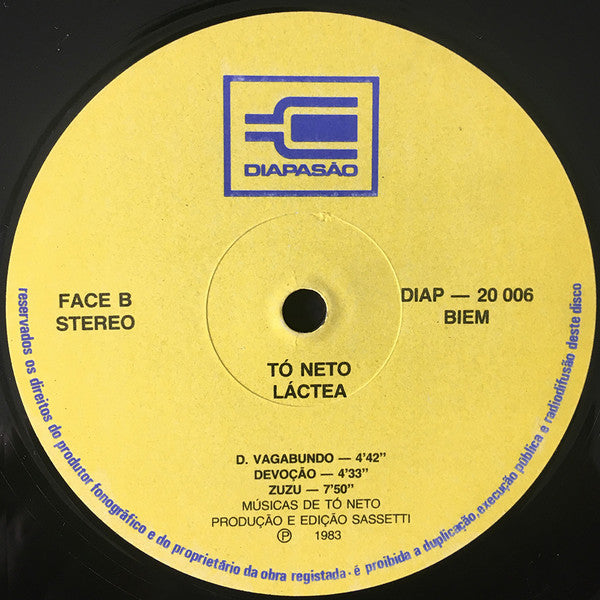 DIAPASÃO
FACE B
STEREO
DIAP — 20 006
BIEM
TÓ NETO
LÁCTEA
D. VAGABUNDO — 4'42"
DEVOÇÃO — 4'33"
ZUZU — 7'50"
MÚSICAS DE TÓ NETO
PRODUÇÃO E EDIÇÃO SASSETTI
Ⓟ 1983
reservados os direitos do produtor fonográfico e do proprietário da obra registada · é proibida a duplicação, execução pública e radiodifusão deste disco